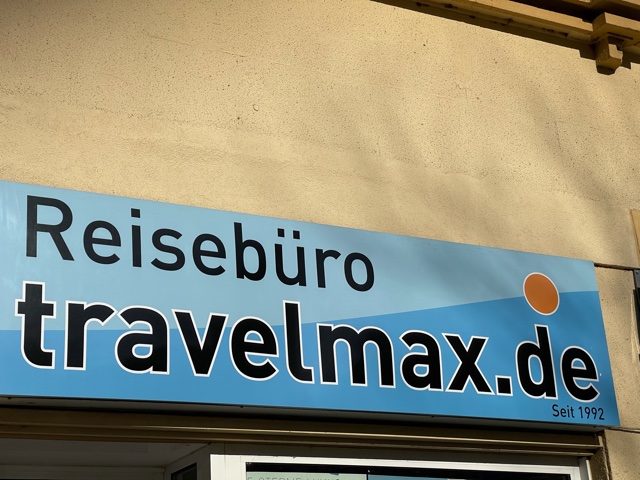 Reisebüro
travelmax.de
Seit 1992